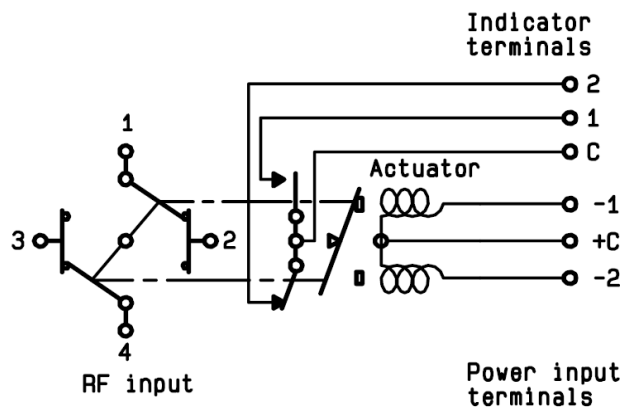 Indicator
terminals
2
1
C
1
Actuator
-1
3
2
+C
-2
4
RF input
Power input
terminals